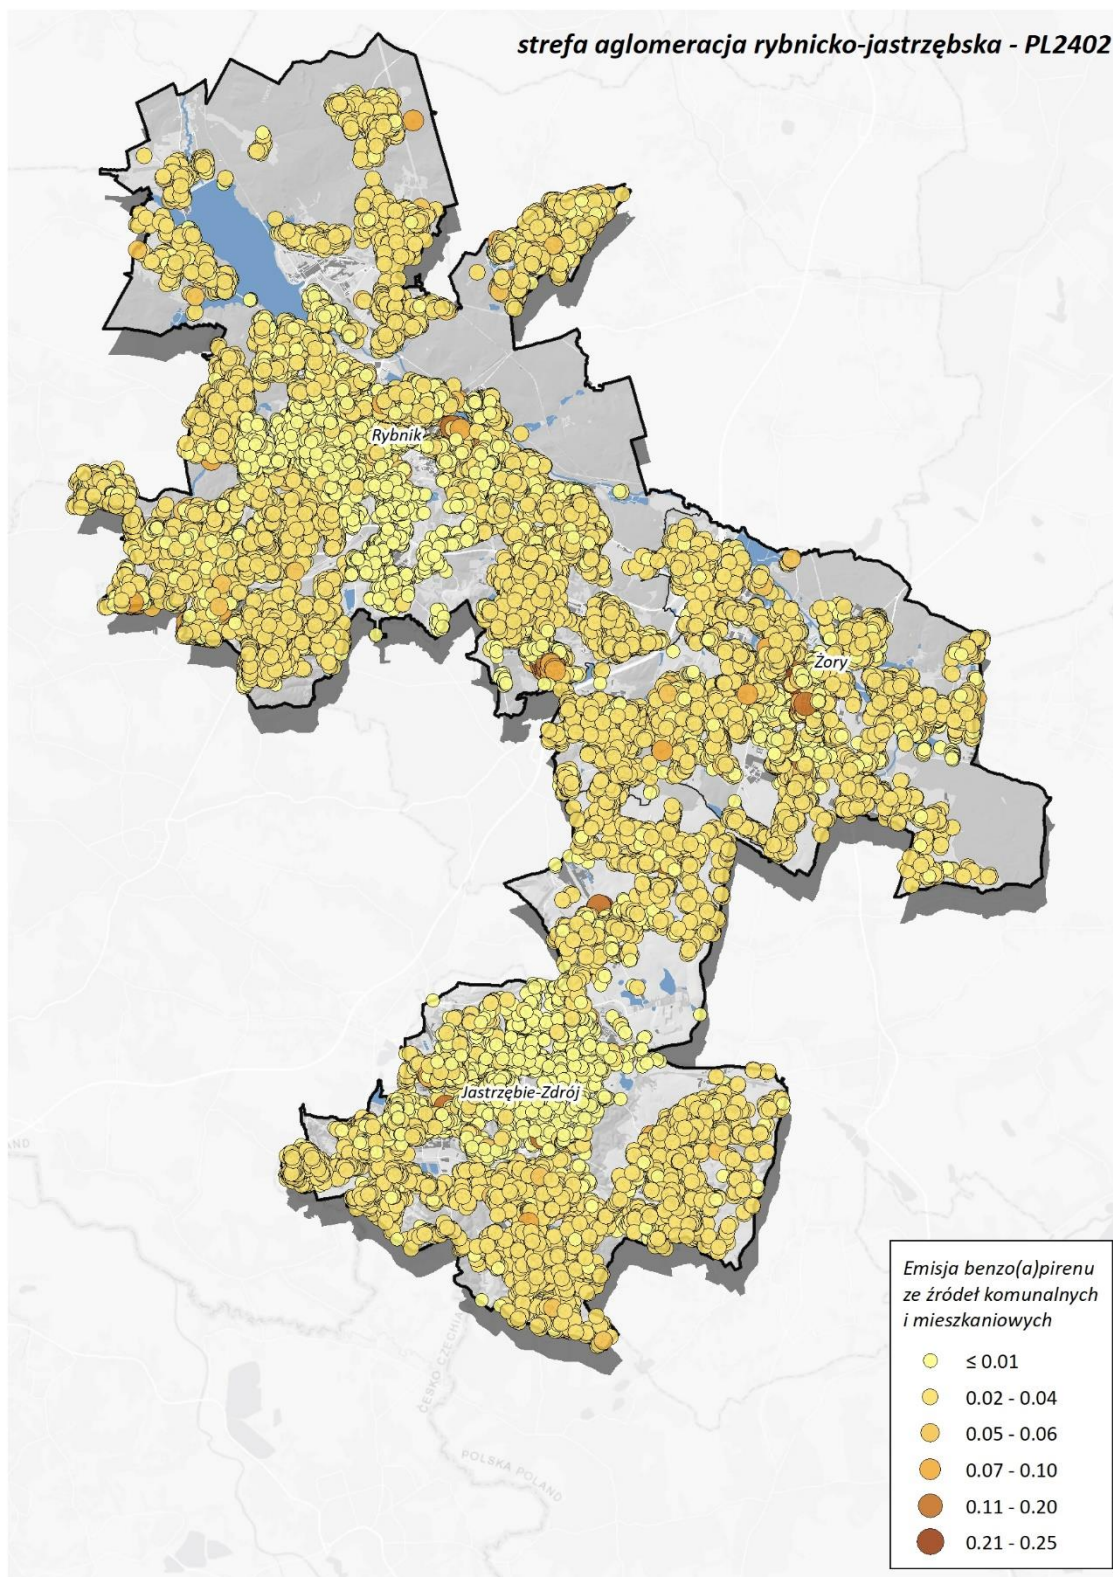 strefa aglomeracja rybnicko-jastrzębska - PL2402
Rybnik
Żory
Jastrzębie-Zdrój
ČESKO CZECHIA
POLSKA POLAND
Emisja benzo(a)pirenu
ze źródeł komunalnych
i mieszkaniowych
≤ 0.01
0.02 - 0.04
0.05 - 0.06
0.07 - 0.10
0.11 - 0.20
0.21 - 0.25